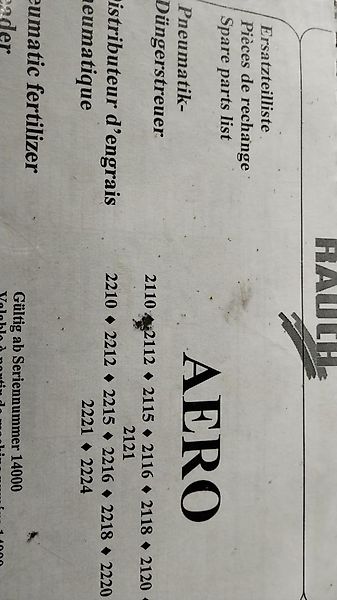 RAUCH
Ersatzteilliste
Pièces de rechange
Spare parts list
AERO
Pneumatik-
Düngerstreuer
2110 ♦ 2112 ♦ 2115 ♦ 2116 ♦ 2118 ♦ 2120 ♦
2121
istributeur d'engrais
neumatique
2210 ♦ 2212 ♦ 2215 ♦ 2216 ♦ 2218 ♦ 2220
2221 ♦ 2224
eumatic fertilizer
eader
Gültig ab Seriennummer 14000